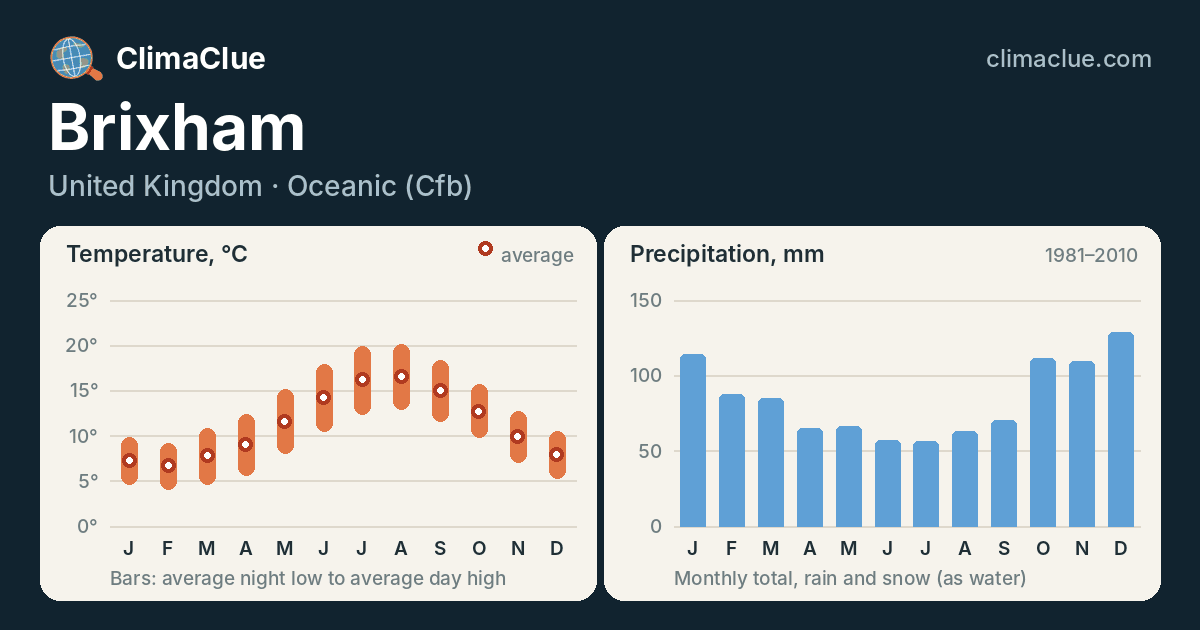 ClimaClue
climaclue.com
Brixham
United Kingdom · Oceanic (Cfb)
Temperature, °C
average
25°
20°
15°
10°
5°
0°
J F M A M J J A S O N D
Bars: average night low to average day high
Precipitation, mm
1981–2010
150
100
50
0
J F M A M J J A S O N D
Monthly total, rain and snow (as water)